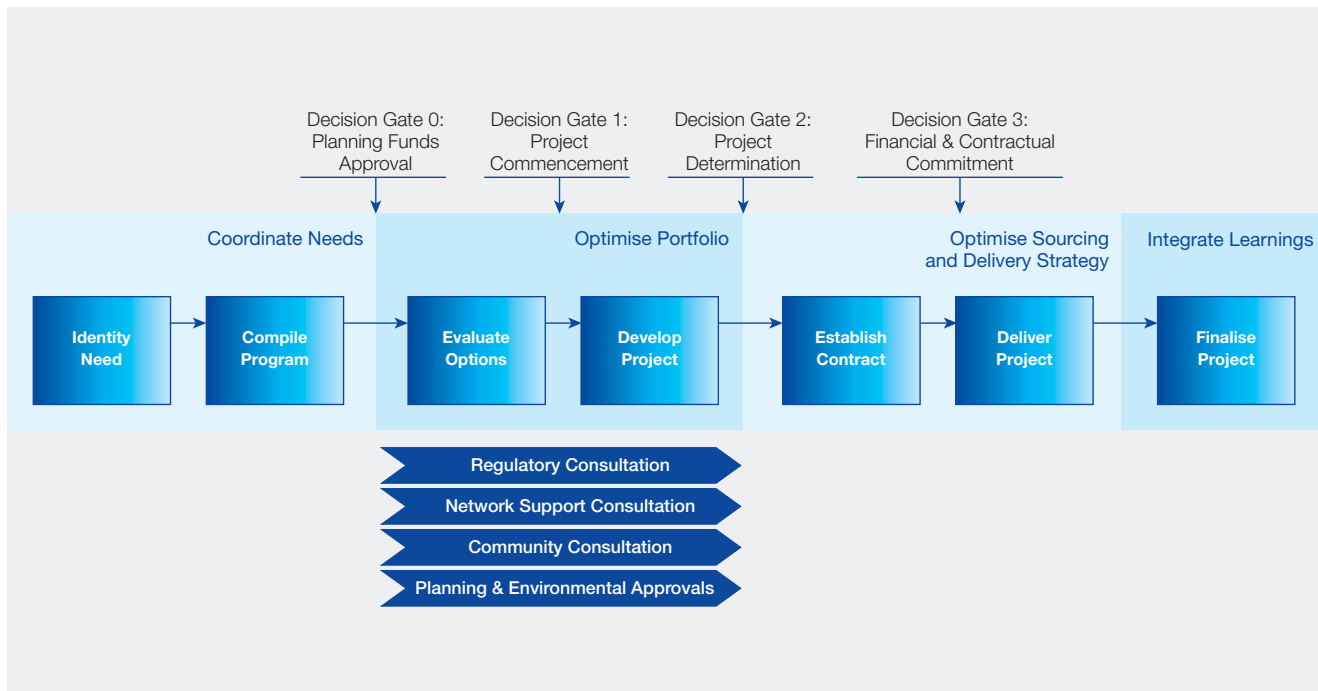 Decision Gate 0:
Planning Funds
Approval
Decision Gate 1:
Project
Commencement
Decision Gate 2:
Project
Determination
Decision Gate 3:
Financial & Contractual
Commitment
Coordinate Needs
Optimise Portfolio
Optimise Sourcing
and Delivery Strategy
Integrate Learnings
Identity
Need
Compile
Program
Evaluate
Options
Develop
Project
Establish
Contract
Deliver
Project
Finalise
Project
Regulatory Consultation
Network Support Consultation
Community Consultation
Planning & Environmental Approvals